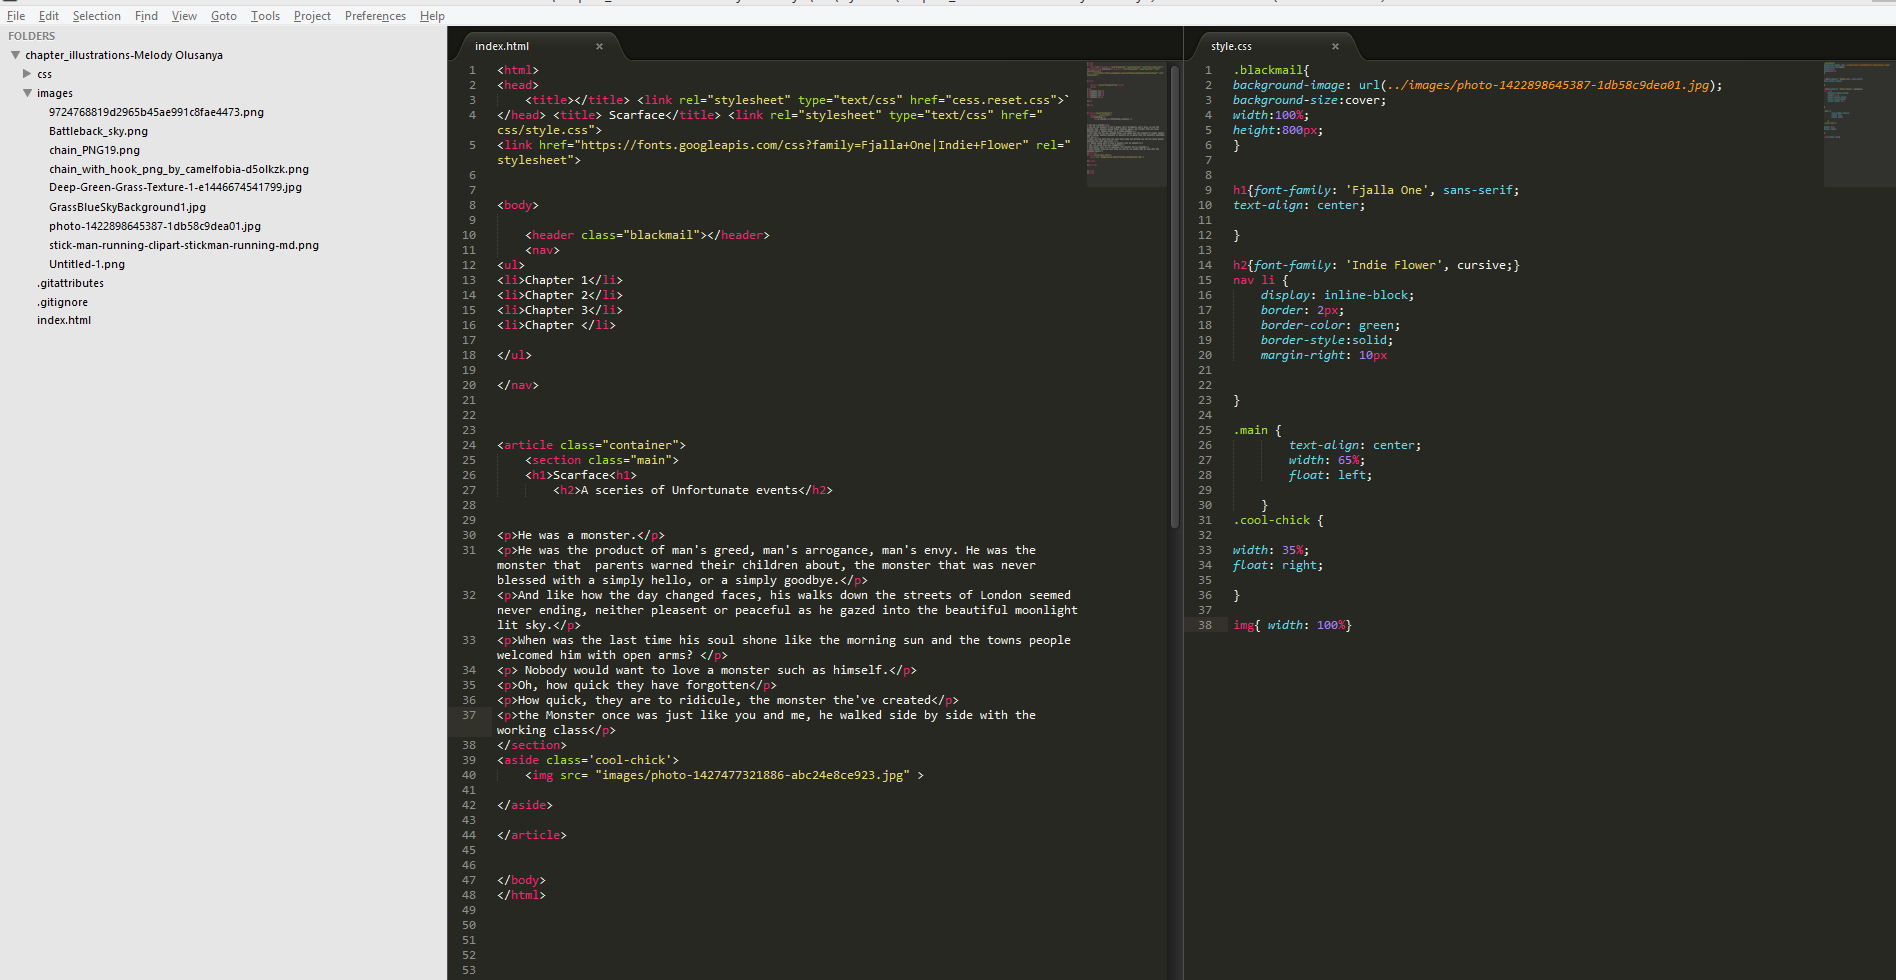 File Edit Selection Find View Goto Tools Project Preferences Help
FOLDERS
chapter_illustrations-Melody Olusanya
css
images
9724768819d2965b45ae991c8fae4473.png
Battleback_sky.png
chain_PNG19.png
chain_with_hook_png_by_camelfobia-d5olkzk.png
Deep-Green-Grass-Texture-1-e1446674541799.jpg
GrassBlueSkyBackground1.jpg
photo-1422898645387-1db58c9dea01.jpg
stick-man-running-clipart-stickman-running-md.png
Untitled-1.png
.gitattributes
.gitignore
index.html
index.html ×
1 <html>
2 <head>
3 <title></title> <link rel="stylesheet" type="text/css" href="cess.reset.css">`
4 </head> <title> Scarface</title> <link rel="stylesheet" type="text/css" href="
css/style.css">
5 <link href="https://fonts.googleapis.com/css?family=Fjalla+One|Indie+Flower" rel="
stylesheet">
6
7
8 <body>
9
10 <header class="blackmail"></header>
11 <nav>
12 <ul>
13 <li>Chapter 1</li>
14 <li>Chapter 2</li>
15 <li>Chapter 3</li>
16 <li>Chapter </li>
17
18 </ul>
19
20 </nav>
21
22
23
24 <article class="container">
25 <section class="main">
26 <h1>Scarface<h1>
27 <h2>A sceries of Unfortunate events</h2>
28
29
30 <p>He was a monster.</p>
31 <p>He was the product of man's greed, man's arrogance, man's envy. He was the
monster that  parents warned their children about, the monster that was never
blessed with a simply hello, or a simply goodbye.</p>
32 <p>And like how the day changed faces, his walks down the streets of London seemed
never ending, neither pleasent or peaceful as he gazed into the beautiful moonlight
lit sky.</p>
33 <p>When was the last time his soul shone like the morning sun and the towns people
welcomed him with open arms? </p>
34 <p> Nobody would want to love a monster such as himself.</p>
35 <p>Oh, how quick they have forgotten</p>
36 <p>How quick, they are to ridicule, the monster the've created</p>
37 <p>the Monster once was just like you and me, he walked side by side with the
working class</p>
38 </section>
39 <aside class='cool-chick'>
40 <img src= "images/photo-1427477321886-abc24e8ce923.jpg" >
41
42 </aside>
43
44 </article>
45
46
47 </body>
48 </html>
49
50
51
52
53
style.css ×
1 .blackmail{
2 background-image: url(../images/photo-1422898645387-1db58c9dea01.jpg);
3 background-size:cover;
4 width:100%;
5 height:800px;
6 }
7
8
9 h1{font-family: 'Fjalla One', sans-serif;
10 text-align: center;
11
12 }
13
14 h2{font-family: 'Indie Flower', cursive;}
15 nav li {
16 display: inline-block;
17 border: 2px;
18 border-color: green;
19 border-style:solid;
20 margin-right: 10px
21
22
23 }
24
25 .main {
26 text-align: center;
27 width: 65%;
28 float: left;
29
30 }
31 .cool-chick {
32
33 width: 35%;
34 float: right;
35
36 }
37
38 img{ width: 100%}